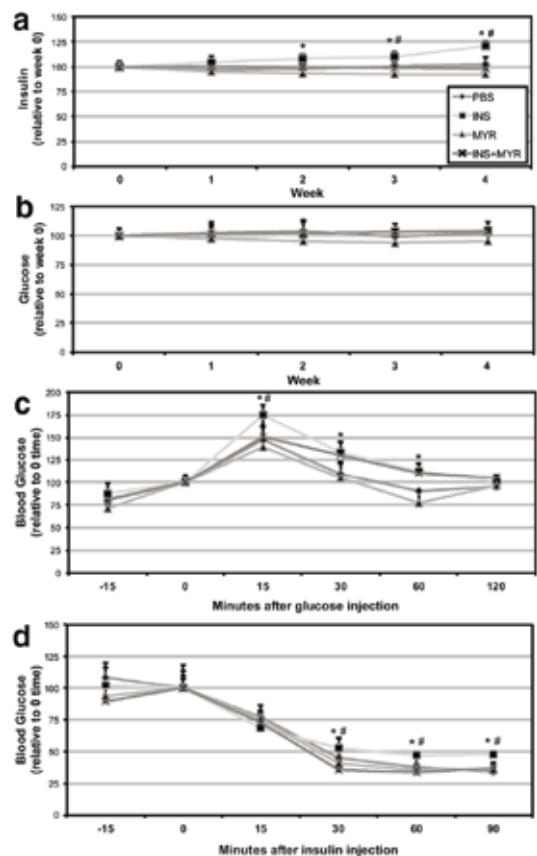 a
150
125
100
75
50
25
0
Insulin
(relative to week 0)
* * # * #
PBS
INS
MYR
INS+MYR
0 1 2 3 4
Week
b
125
100
75
50
25
0
Glucose
(relative to week 0)
0 1 2 3 4
Week
c
200
175
150
125
100
75
50
25
0
Blood Glucose
(relative to 0 time)
* # * *
-15 0 15 30 60 120
Minutes after glucose injection
d
150
125
100
75
50
25
0
Blood Glucose
(relative to 0 time)
* # * # * #
-15 0 15 30 60 90
Minutes after insulin injection